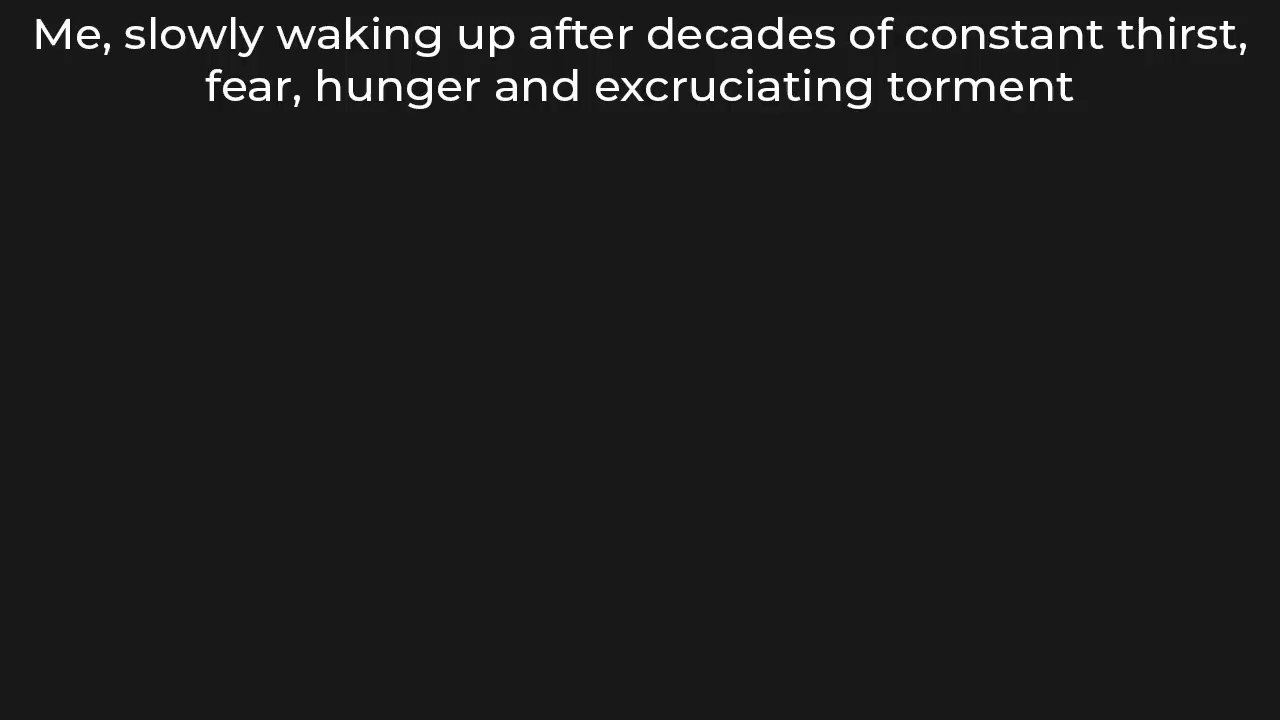 Me, slowly waking up after decades of constant thirst,
fear, hunger and excruciating torment